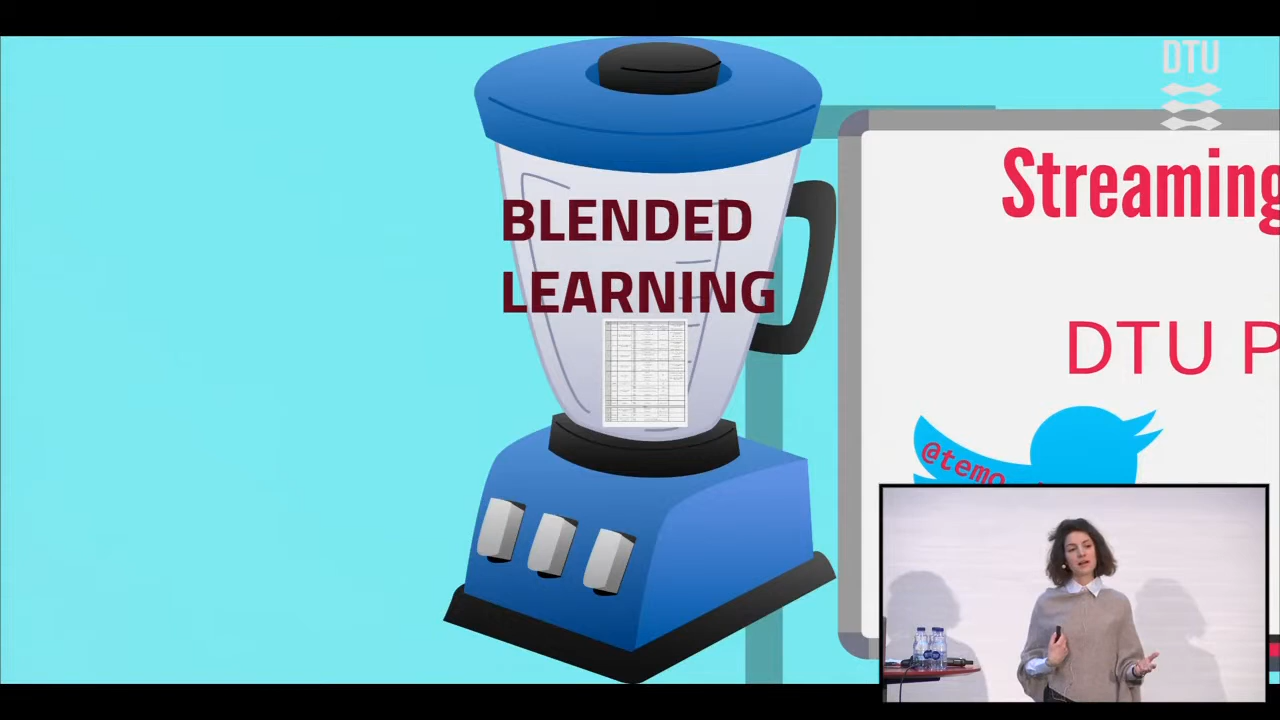 DTU
BLENDED
LEARNING
Streaming
DTU P
@temo